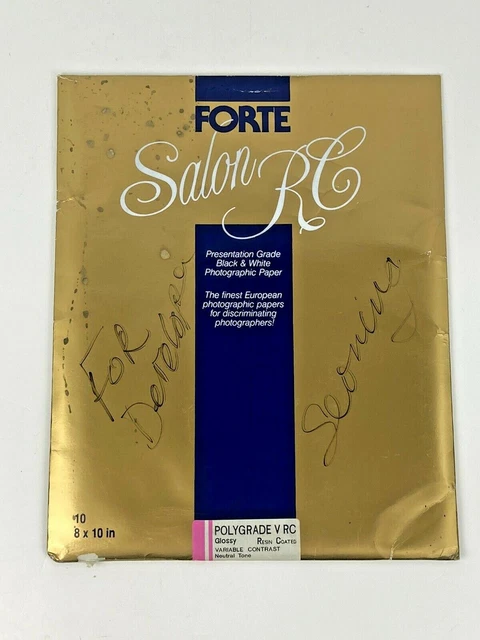 FORTE
Salon RC
Presentation Grade
Black & White
Photographic Paper
The finest European
photographic papers
for discriminating
photographers!
FOR
Developer
10
8 x 10 in
POLYGRADE V RC
Glossy RESIN COATED
VARIABLE CONTRAST
Neutral Tone